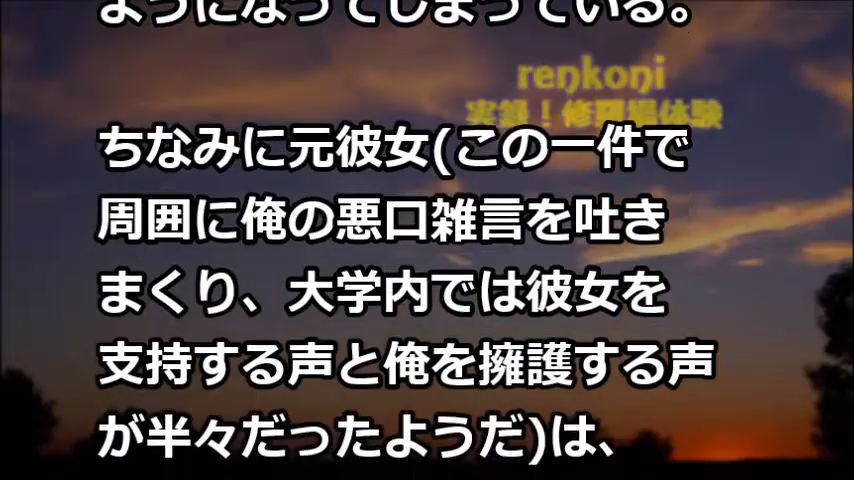 ようになってしまっている。
renkoni
実録！修羅場体験
ちなみに元彼女(この一件で
周囲に俺の悪口雑言を吐き
まくり、大学内では彼女を
支持する声と俺を擁護する声
が半々だったようだ)は、